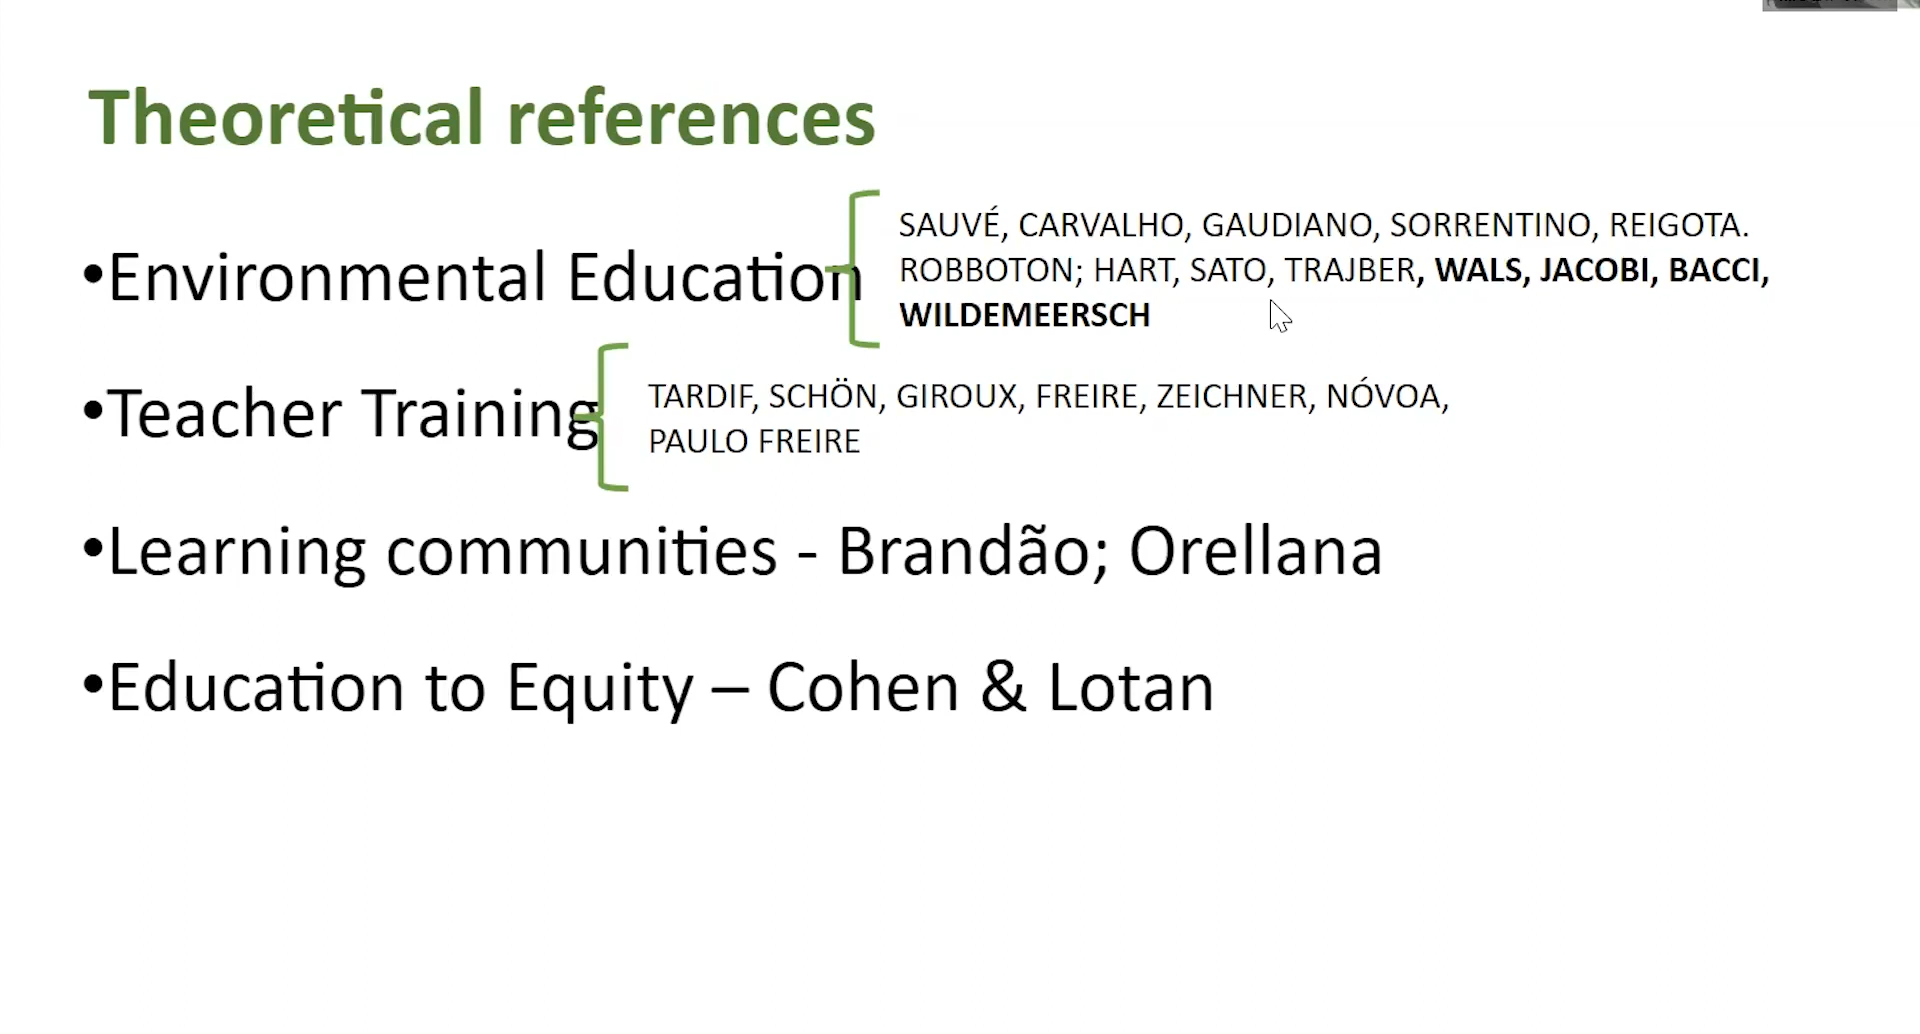 Theoretical references
•Environmental Education
SAUVÉ, CARVALHO, GAUDIANO, SORRENTINO, REIGOTA.
ROBBOTON; HART, SATO, TRAJBER, WALS, JACOBI, BACCI,
WILDEMEERSCH
•Teacher Training
TARDIF, SCHÖN, GIROUX, FREIRE, ZEICHNER, NÓVOA,
PAULO FREIRE
•Learning communities - Brandão; Orellana
•Education to Equity – Cohen & Lotan